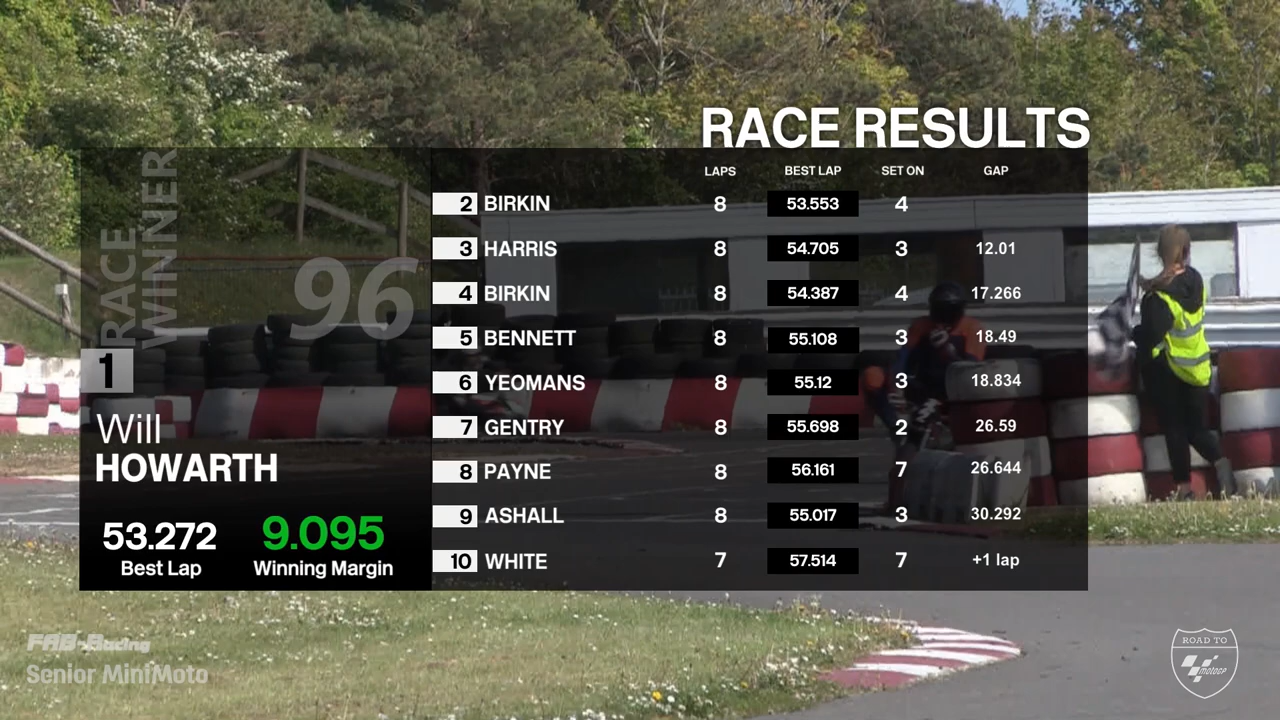 RACE RESULTS
RACE
WINNER
96
1
Will
HOWARTH
53.272 9.095
Best Lap Winning Margin
LAPS BEST LAP SET ON GAP
2 BIRKIN 8 53.553 4
3 HARRIS 8 54.705 3 12.01
4 BIRKIN 8 54.387 4 17.266
5 BENNETT 8 55.108 3 18.49
6 YEOMANS 8 55.12 3 18.834
7 GENTRY 8 55.698 2 26.59
8 PAYNE 8 56.161 7 26.644
9 ASHALL 8 55.017 3 30.292
10 WHITE 7 57.514 7 +1 lap
FAB-Racing
Senior MiniMoto
ROAD TO
motoGP